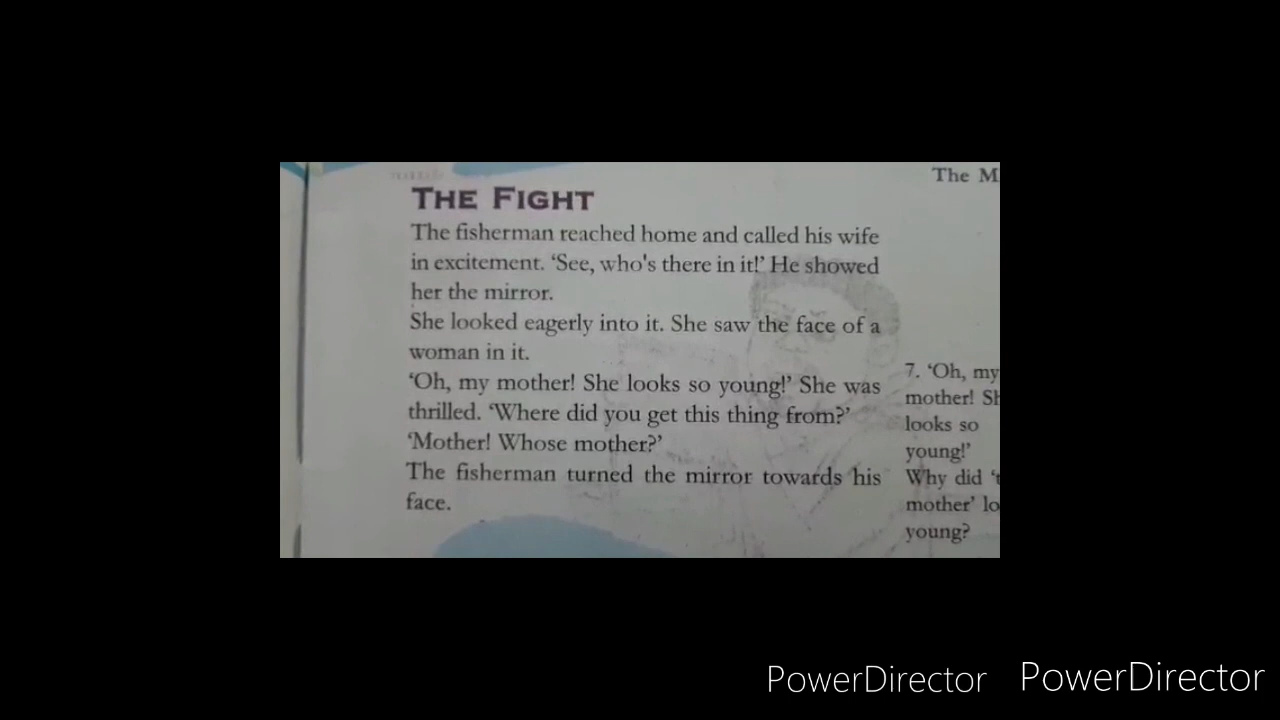 THE FIGHT
The fisherman reached home and called his wife
in excitement. ‘See, who's there in it!’ He showed
her the mirror.
She looked eagerly into it. She saw the face of a
woman in it.
‘Oh, my mother! She looks so young!’ She was
thrilled. ‘Where did you get this thing from?’
‘Mother! Whose mother?’
The fisherman turned the mirror towards his
face.
The M
7. ‘Oh, my
mother! Sh
looks so
young!’
Why did ‘t
mother’ lo
young?
PowerDirector PowerDirector